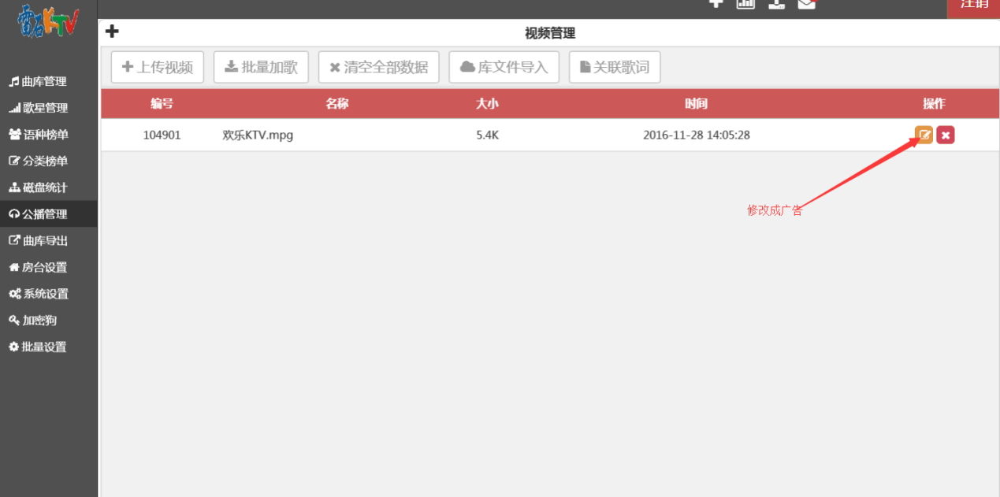 雷石KTV
注销
视频管理
上传视频 批量加歌 清空全部数据 库文件导入 关联歌词
编号 名称 大小 时间 操作
104901 欢乐KTV.mpg 5.4K 2016-11-28 14:05:28
修改成广告
曲库管理
歌星管理
语种榜单
分类榜单
磁盘统计
公播管理
曲库导出
房台设置
系统设置
加密狗
批量设置